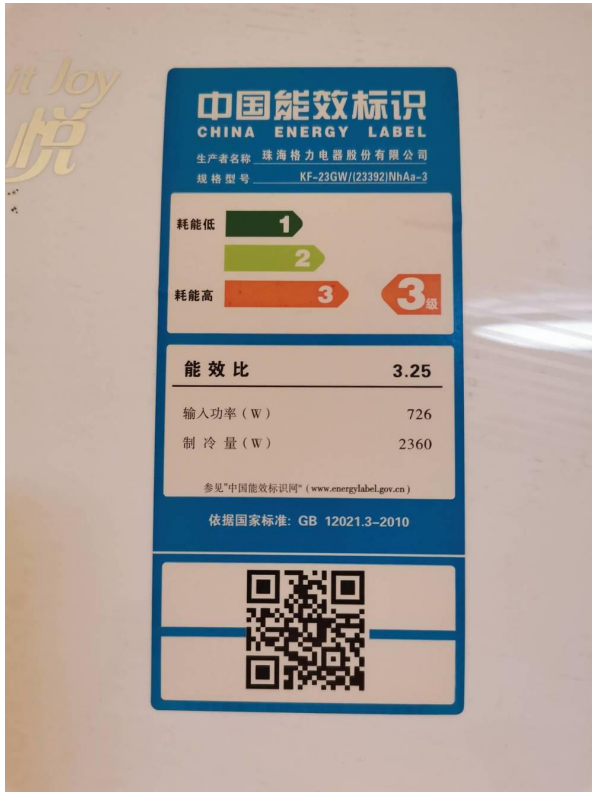 it Joy
悦
中国能效标识
CHINA ENERGY LABEL
生产者名称 珠海格力电器股份有限公司
规格型号 KF-23GW/(23392)NhAa-3
耗能低 1
2
耗能高 3 3级
能效比 3.25
输入功率(W) 726
制冷量(W) 2360
参见"中国能效标识网"(www.energylabel.gov.cn)
依据国家标准: GB 12021.3-2010